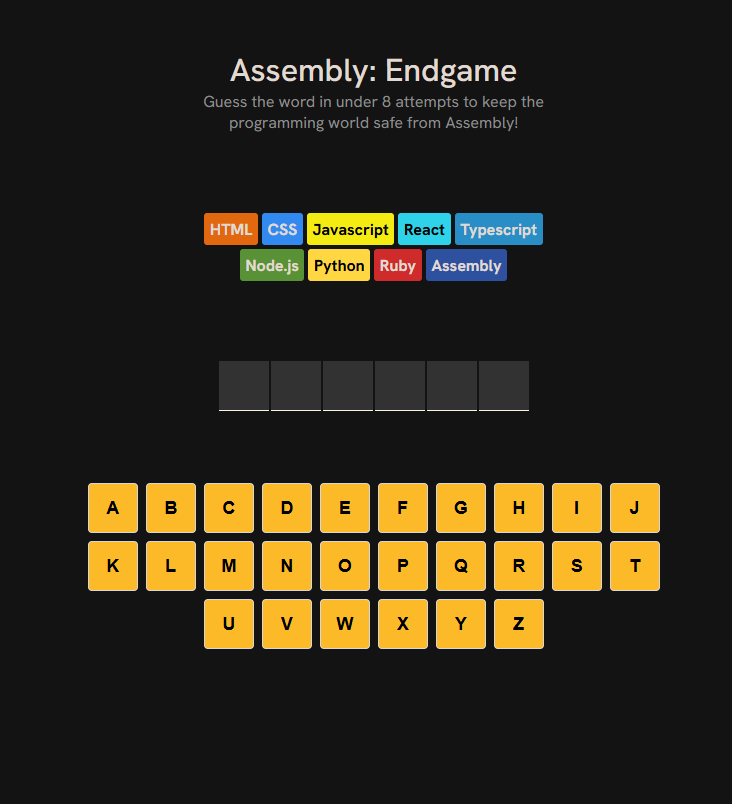 Assembly: Endgame
Guess the word in under 8 attempts to keep the
programming world safe from Assembly!
HTML CSS Javascript React Typescript
Node.js Python Ruby Assembly
A B C D E F G H I J
K L M N O P Q R S T
U V W X Y Z